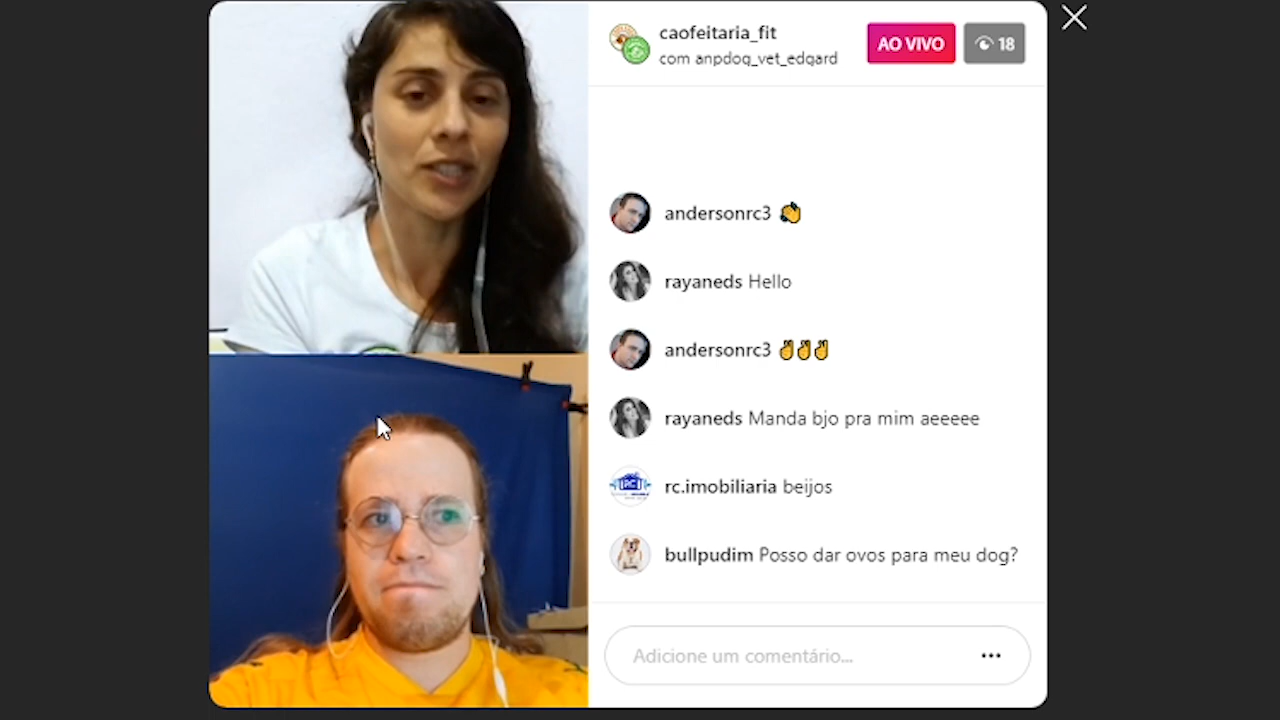 caofeitaria_fit
com anpdog_vet_edgard
AO VIVO
18
andersonrc3 👏
rayaneds Hello
andersonrc3 ✌️✌️✌️
rayaneds Manda bjo pra mim aeeeee
rc.imobiliaria beijos
bullpudim Posso dar ovos para meu dog?
Adicione um comentário...